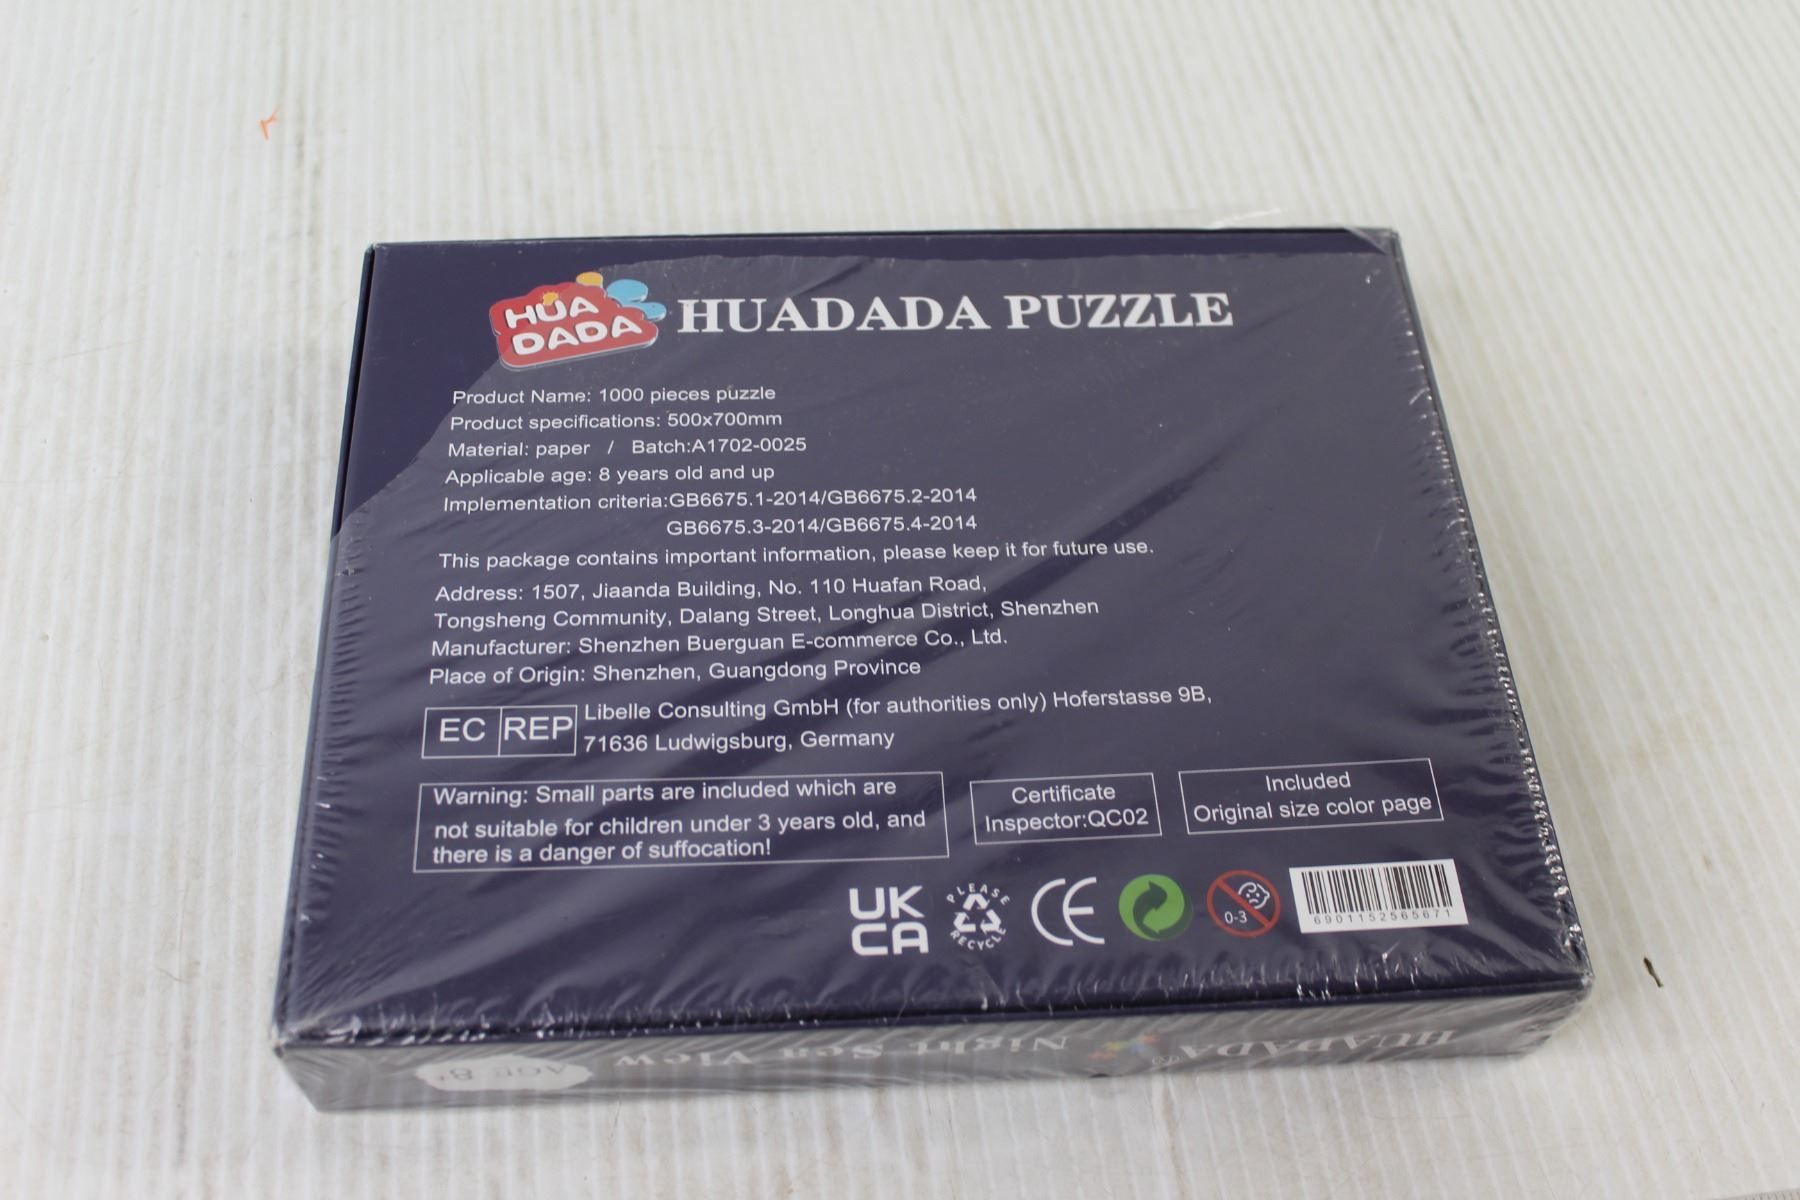 HUA
DADA
HUADADA PUZZLE
Product Name: 1000 pieces puzzle
Product specifications: 500x700mm
Material: paper / Batch:A1702-0025
Applicable age: 8 years old and up
Implementation criteria:GB6675.1-2014/GB6675.2-2014
GB6675.3-2014/GB6675.4-2014
This package contains important information, please keep it for future use.
Address: 1507, Jiaanda Building, No. 110 Huafan Road,
Tongsheng Community, Dalang Street, Longhua District, Shenzhen
Manufacturer: Shenzhen Buerguan E-commerce Co., Ltd.
Place of Origin: Shenzhen, Guangdong Province
EC REP
Libelle Consulting GmbH (for authorities only) Hoferstasse 9B,
71636 Ludwigsburg, Germany
Warning: Small parts are included which are
not suitable for children under 3 years old, and
there is a danger of suffocation!
Certificate
Inspector:QC02
Included
Original size color page
UK
CA
PLEASE
RECYCLE
CE
0-3
6901152565671
HUADADA® Night Sea View
AGE 8+